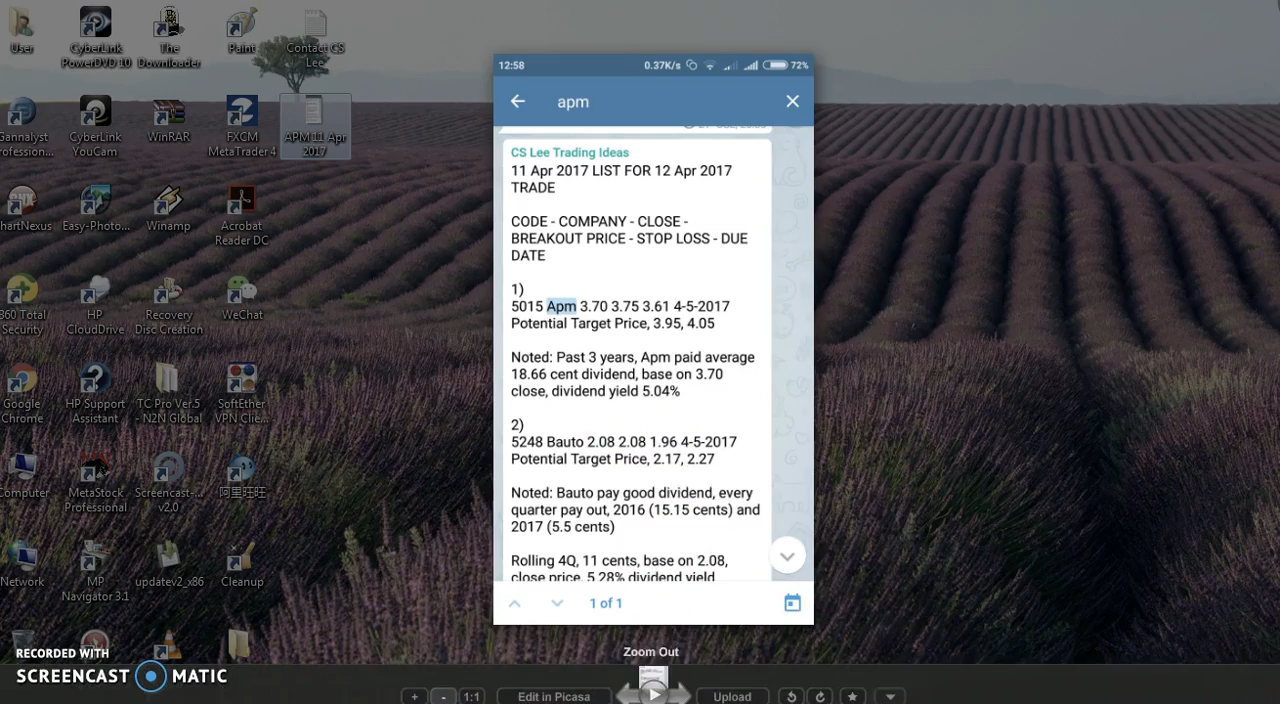 User
CyberLink
PowerDVD 10
The
Downloader
Paint
Contact CS
Lee
Gannalyst
Profession...
CyberLink
YouCam
WinRAR
FXCM
MetaTrader 4
APM 11 Apr
2017
hartNexus
Easy-Photo...
Winamp
Acrobat
Reader DC
360 Total
Security
HP
CloudDrive
Recovery
Disc Creation
WeChat
Google
Chrome
HP Support
Assistant
TC Pro Ver.5
- N2N Global
SoftEther
VPN Clie...
Computer
MetaStock
Professional
Screencast-...
v2.0
阿里旺旺
Network
MP
Navigator 3.1
updatev2_x86
Cleanup
12:58
0.37K/s
72%
apm
CS Lee Trading Ideas
11 Apr 2017 LIST FOR 12 Apr 2017
TRADE
CODE - COMPANY - CLOSE -
BREAKOUT PRICE - STOP LOSS - DUE
DATE
1)
5015 Apm 3.70 3.75 3.61 4-5-2017
Potential Target Price, 3.95, 4.05
Noted: Past 3 years, Apm paid average
18.66 cent dividend, base on 3.70
close, dividend yield 5.04%
2)
5248 Bauto 2.08 2.08 1.96 4-5-2017
Potential Target Price, 2.17, 2.27
Noted: Bauto pay good dividend, every
quarter pay out, 2016 (15.15 cents) and
2017 (5.5 cents)
Rolling 4Q, 11 cents, base on 2.08,
close price, 5.28% dividend yield
1 of 1
Zoom Out
RECORDED WITH
SCREENCAST MATIC
+ - 1:1
Edit in Picasa
Upload